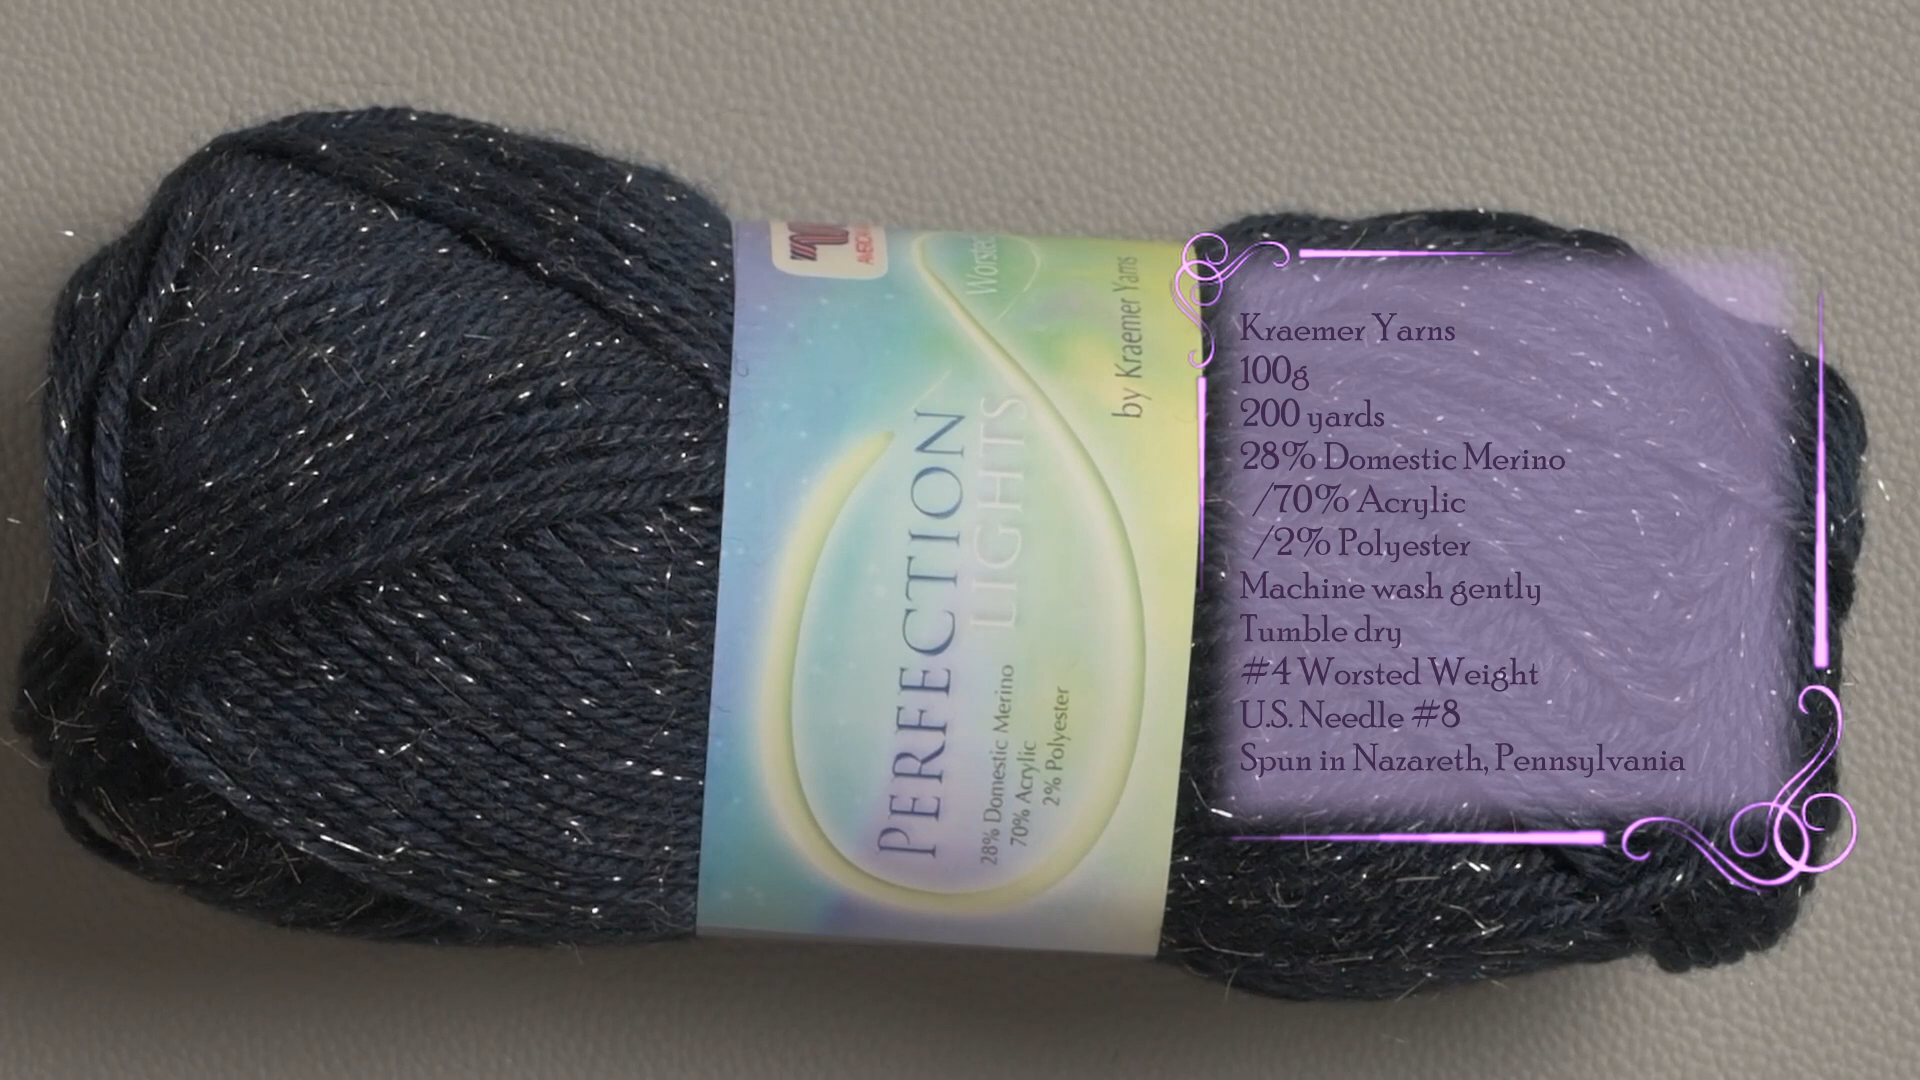 Worsted
by Kraemer Yarns
PERFECTION
LIGHTS
28% Domestic Merino
70% Acrylic
2% Polyester
Kraemer Yarns
100g
200 yards
28% Domestic Merino
/70% Acrylic
/2% Polyester
Machine wash gently
Tumble dry
#4 Worsted Weight
U.S. Needle #8
Spun in Nazareth, Pennsylvania